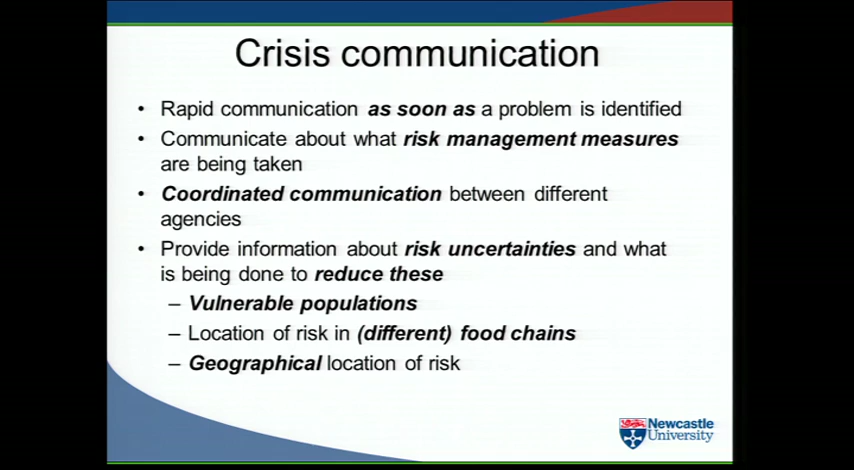 Crisis communication
• Rapid communication as soon as a problem is identified
• Communicate about what risk management measures
are being taken
• Coordinated communication between different
agencies
• Provide information about risk uncertainties and what
is being done to reduce these
– Vulnerable populations
– Location of risk in (different) food chains
– Geographical location of risk
Newcastle
University